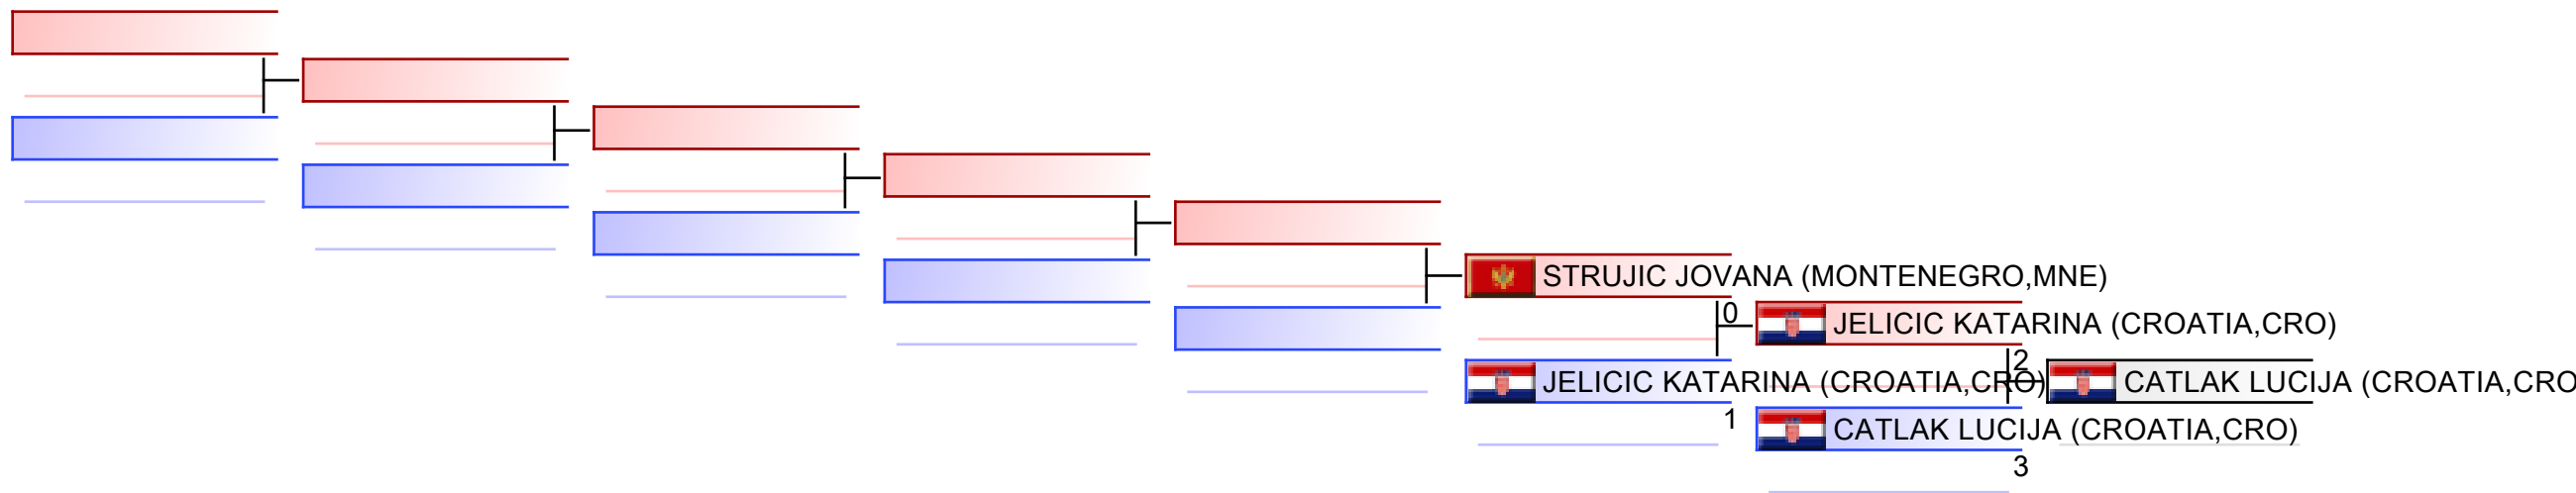 STRUJIC JOVANA (MONTENEGRO,MNE)
0
JELICIC KATARINA (CROATIA,CRO)
JELICIC KATARINA (CROATIA,CRO)
1
2
CATLAK LUCIJA (CROATIA,CRO
CATLAK LUCIJA (CROATIA,CRO)
3